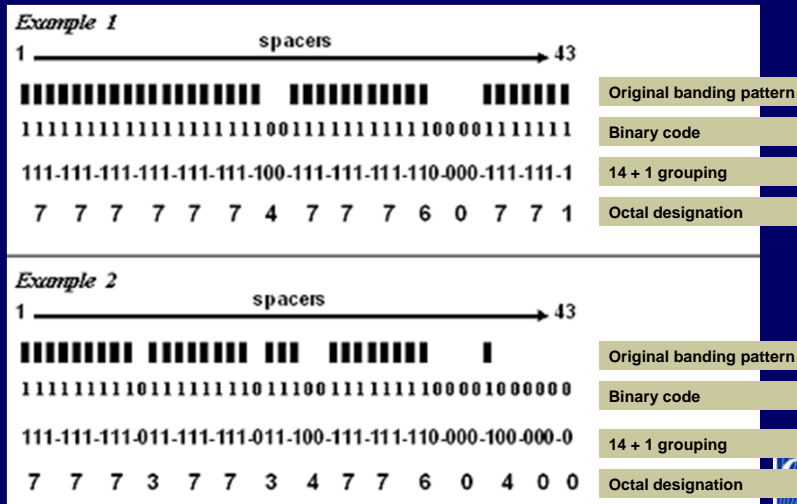 Example 1
spacers
1 43
Original banding pattern
1111111111111111111001111111111100001111111
Binary code
111-111-111-111-111-111-100-111-111-111-110-000-111-111-1
14 + 1 grouping
7 7 7 7 7 7 4 7 7 7 6 0 7 7 1
Octal designation
Example 2
spacers
1 43
Original banding pattern
1111111110111111110111001111111100001000000
Binary code
111-111-111-011-111-111-011-100-111-111-110-000-100-000-0
14 + 1 grouping
7 7 7 3 7 7 3 4 7 7 6 0 4 0 0
Octal designation